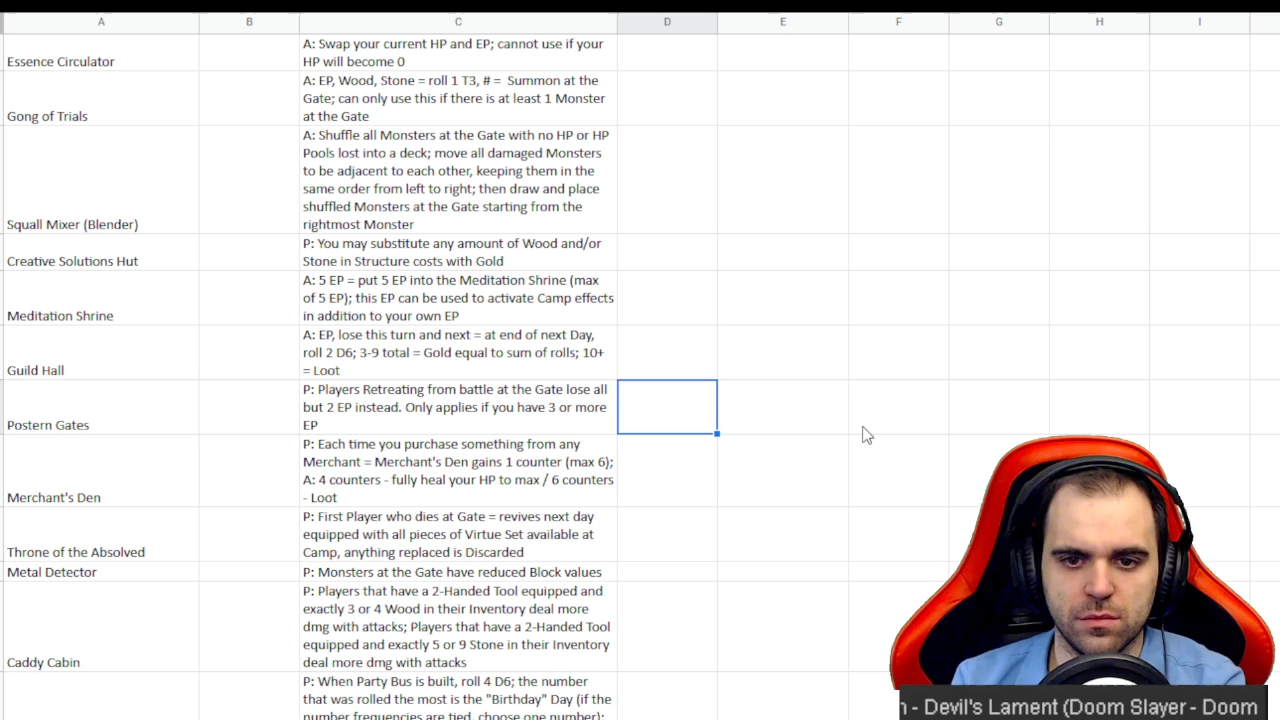 A B C D E F G H I
Essence Circulator
A: Swap your current HP and EP; cannot use if your
HP will become 0
Gong of Trials
A: EP, Wood, Stone = roll 1 T3, # =  Summon at the
Gate; can only use this if there is at least 1 Monster
at the Gate
Squall Mixer (Blender)
A: Shuffle all Monsters at the Gate with no HP or HP
Pools lost into a deck; move all damaged Monsters
to be adjacent to each other, keeping them in the
same order from left to right; then draw and place
shuffled Monsters at the Gate starting from the
rightmost Monster
Creative Solutions Hut
P: You may substitute any amount of Wood and/or
Stone in Structure costs with Gold
Meditation Shrine
A: 5 EP = put 5 EP into the Meditation Shrine (max
of 5 EP); this EP can be used to activate Camp effects
in addition to your own EP
Guild Hall
A: EP, lose this turn and next = at end of next Day,
roll 2 D6; 3-9 total = Gold equal to sum of rolls; 10+
= Loot
Postern Gates
P: Players Retreating from battle at the Gate lose all
but 2 EP instead. Only applies if you have 3 or more
EP
Merchant's Den
P: Each time you purchase something from any
Merchant = Merchant's Den gains 1 counter (max 6);
A: 4 counters - fully heal your HP to max / 6 counters
- Loot
Throne of the Absolved
P: First Player who dies at Gate = revives next day
equipped with all pieces of Virtue Set available at
Camp, anything replaced is Discarded
Metal Detector
P: Monsters at the Gate have reduced Block values
Caddy Cabin
P: Players that have a 2-Handed Tool equipped and
exactly 3 or 4 Wood in their Inventory deal more
dmg with attacks; Players that have a 2-Handed Tool
equipped and exactly 5 or 9 Stone in their Inventory
deal more dmg with attacks
P: When Party Bus is built, roll 4 D6; the number
that was rolled the most is the "Birthday" Day (if the
number frequencies are tied, choose one number);
- Devil's Lament (Doom Slayer - Doom